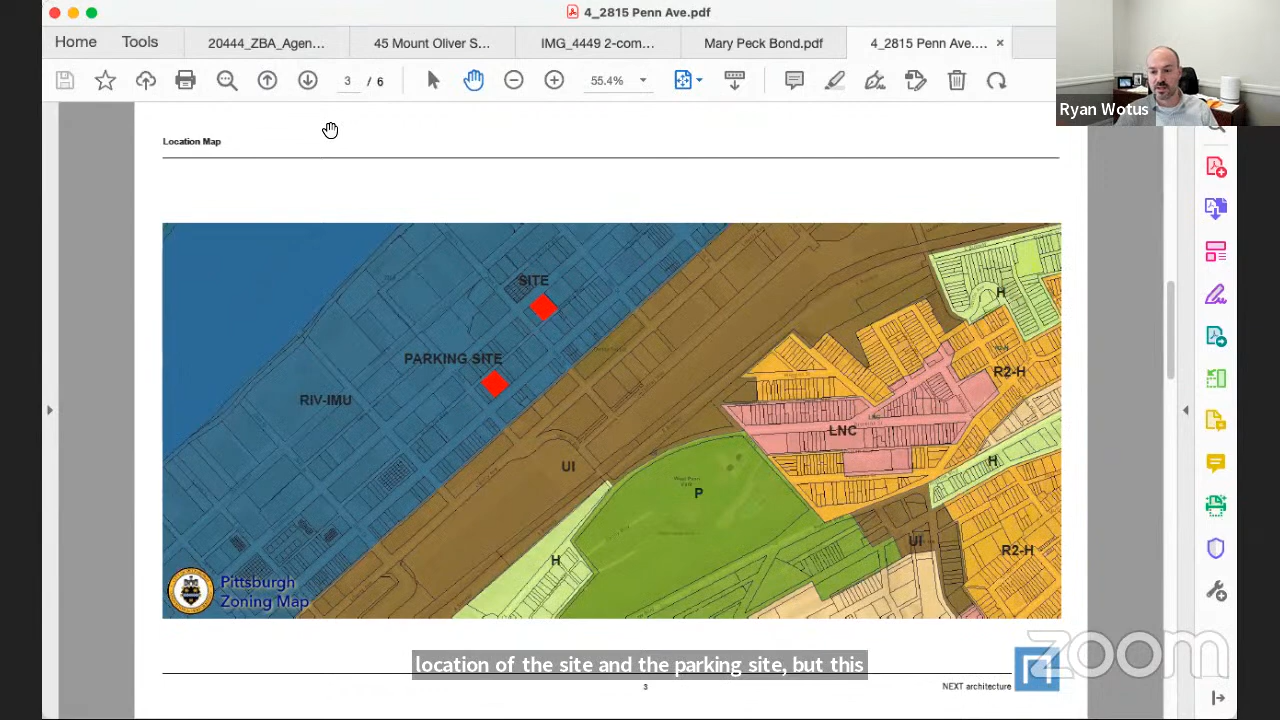 4_2815 Penn Ave.pdf
Home
Tools
20444_ZBA_Agen...
45 Mount Oliver S...
IMG_4449 2-com...
Mary Peck Bond.pdf
4_2815 Penn Ave.... ×
3 / 6
55.4%
Ryan Wotus
Location Map
SITE
PARKING SITE
RIV-IMU
UI
P
H
H
R2-H
LNC
H
UI
R2-H
Pittsburgh
Zoning Map
location of the site and the parking site, but this
3
NEXT architecture
zoom